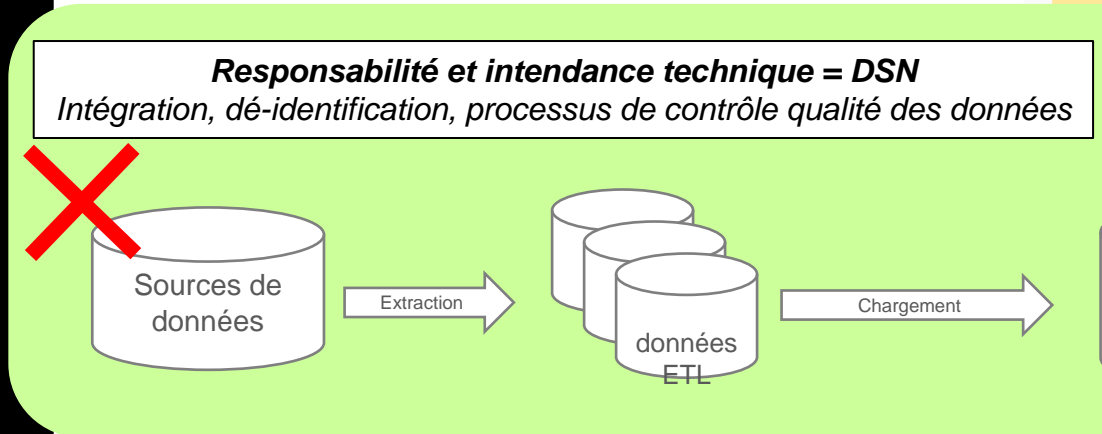 Responsabilité et intendance technique = DSN
Intégration, dé-identification, processus de contrôle qualité des données
Sources de
données
Extraction
données
ETL
Chargement